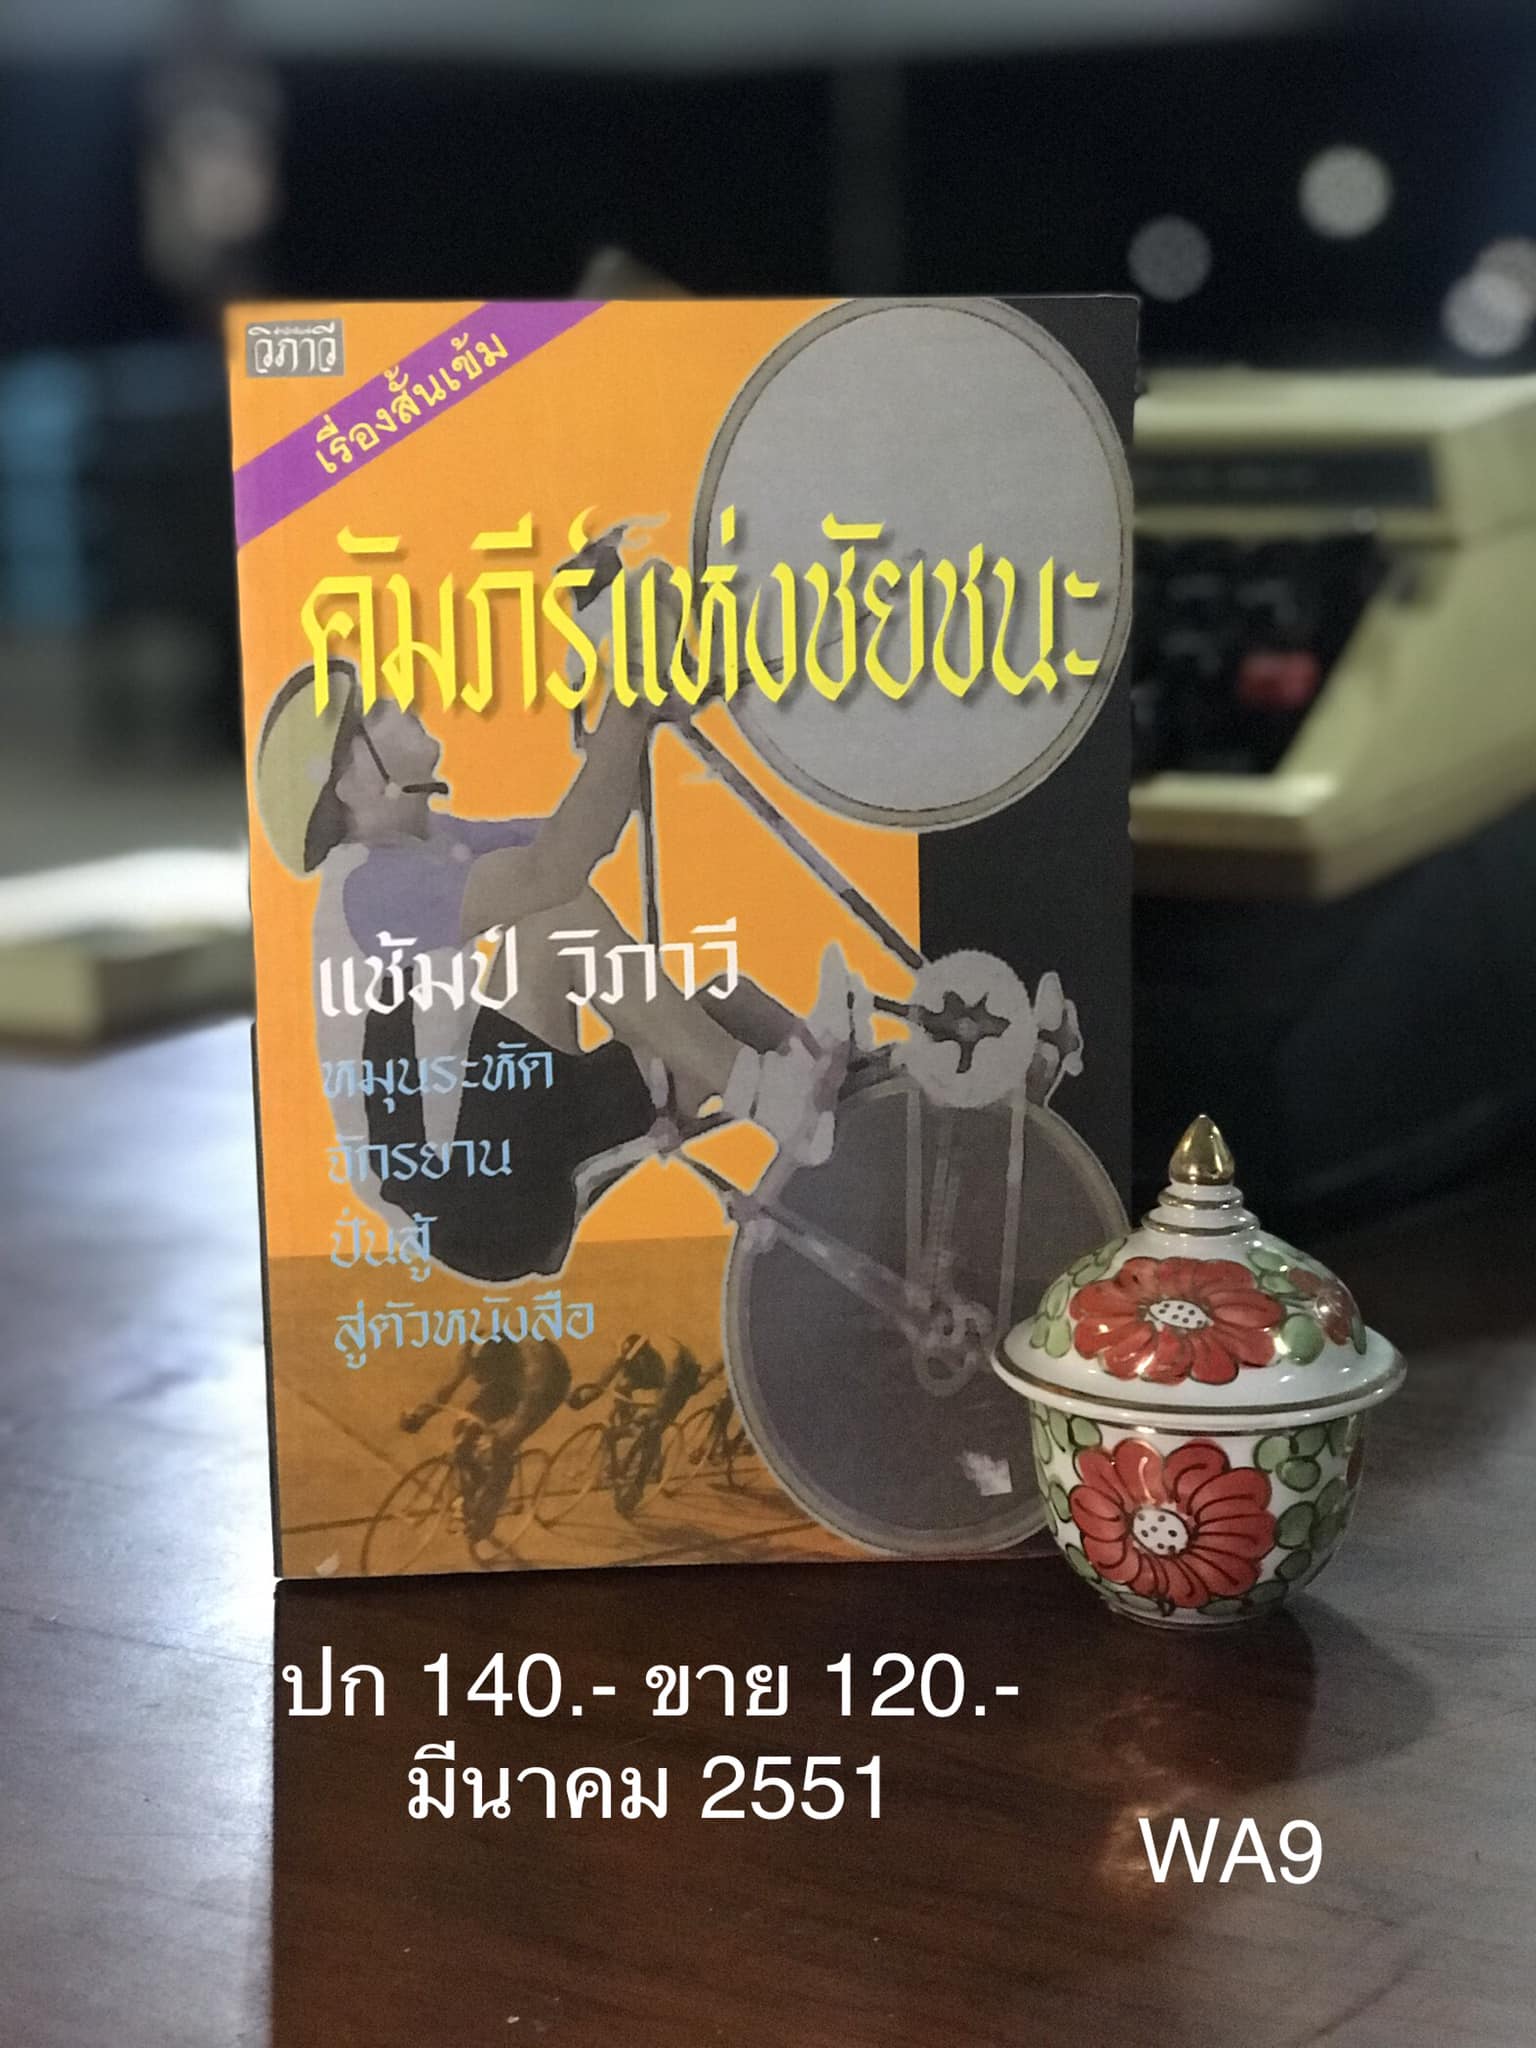 วิภาวี
เรื่องสั้นเข้ม
คัมภีร์แห่งชัยชนะ
แช้มป์ วิภาวี
หมุนระหัด
จักรยาน
ปั่นสู้
สู่ตัวหนังสือ
ปก 140.- ขาย 120.-
มีนาคม 2551
WA9